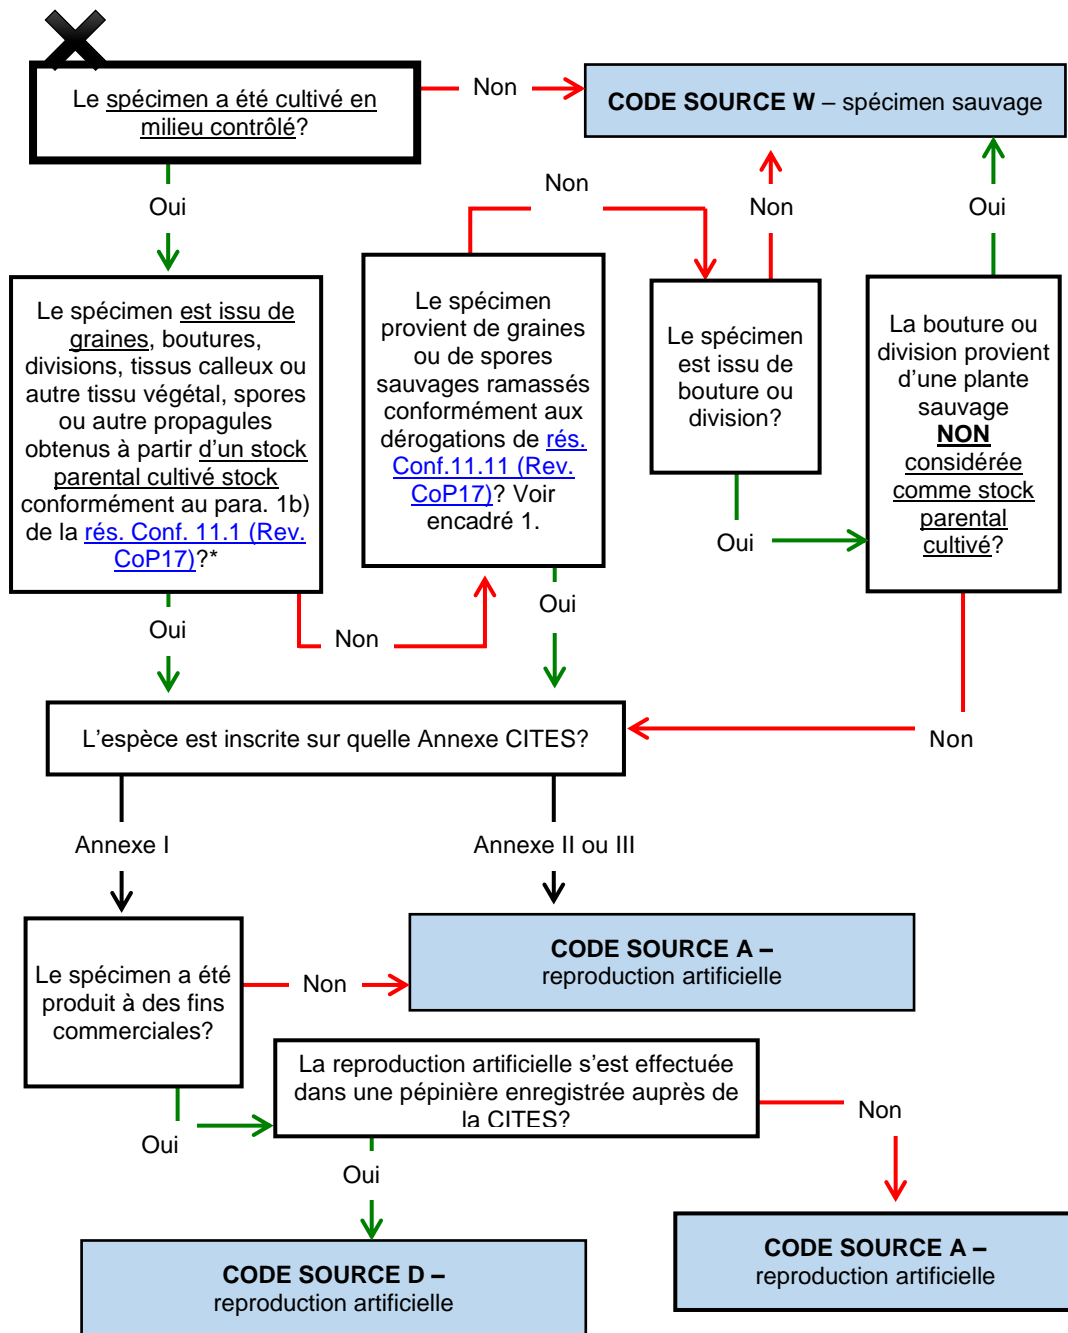 Le spécimen a été cultivé en
milieu contrôlé?
Non
CODE SOURCE W – spécimen sauvage
Oui
Non
Non
Oui
Le spécimen est issu de
graines, boutures,
divisions, tissus calleux ou
autre tissu végétal, spores
ou autre propagules
obtenus à partir d'un stock
parental cultivé stock
conformément au para. 1b)
de la rés. Conf. 11.1 (Rev.
CoP17)?*
Le spécimen
provient de graines
ou de spores
sauvages ramassés
conformément aux
dérogations de rés.
Conf.11.11 (Rev.
CoP17)? Voir
encadré 1.
Le spécimen
est issu de
bouture ou
division?
La bouture ou
division provient
d'une plante
sauvage
NON
considérée
comme stock
parental
cultivé?
Oui
Non
Oui
Oui
Non
L'espèce est inscrite sur quelle Annexe CITES?
Annexe I
Annexe II ou III
Le spécimen a été
produit à des fins
commerciales?
Non
CODE SOURCE A –
reproduction artificielle
Oui
La reproduction artificielle s'est effectuée
dans une pépinière enregistrée auprès de
la CITES?
Non
Oui
CODE SOURCE D –
reproduction artificielle
CODE SOURCE A –
reproduction artificielle